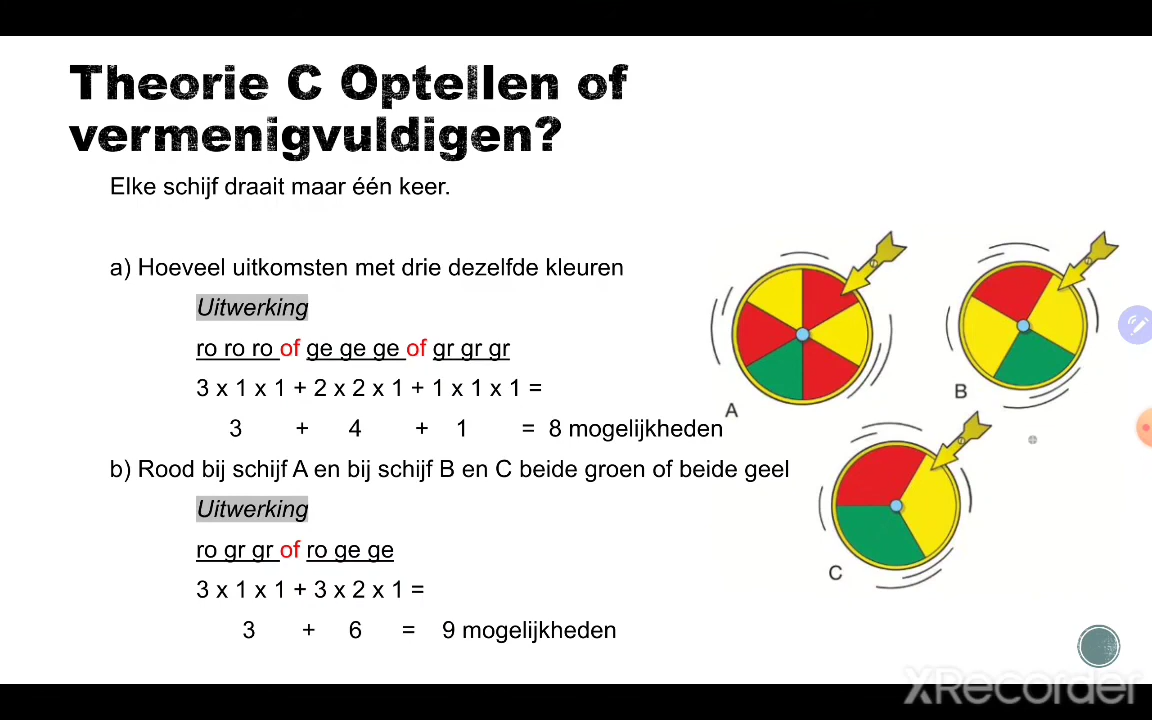 Theorie C Optellen of
vermenigvuldigen?
Elke schijf draait maar één keer.
a) Hoeveel uitkomsten met drie dezelfde kleuren
Uitwerking
ro ro ro of ge ge ge of gr gr gr
3 x 1 x 1 + 2 x 2 x 1 + 1 x 1 x 1 =
3 + 4 + 1 = 8 mogelijkheden
b) Rood bij schijf A en bij schijf B en C beide groen of beide geel
Uitwerking
ro gr gr of ro ge ge
3 x 1 x 1 + 3 x 2 x 1 =
3 + 6 = 9 mogelijkheden
A
B
C
XRecorder